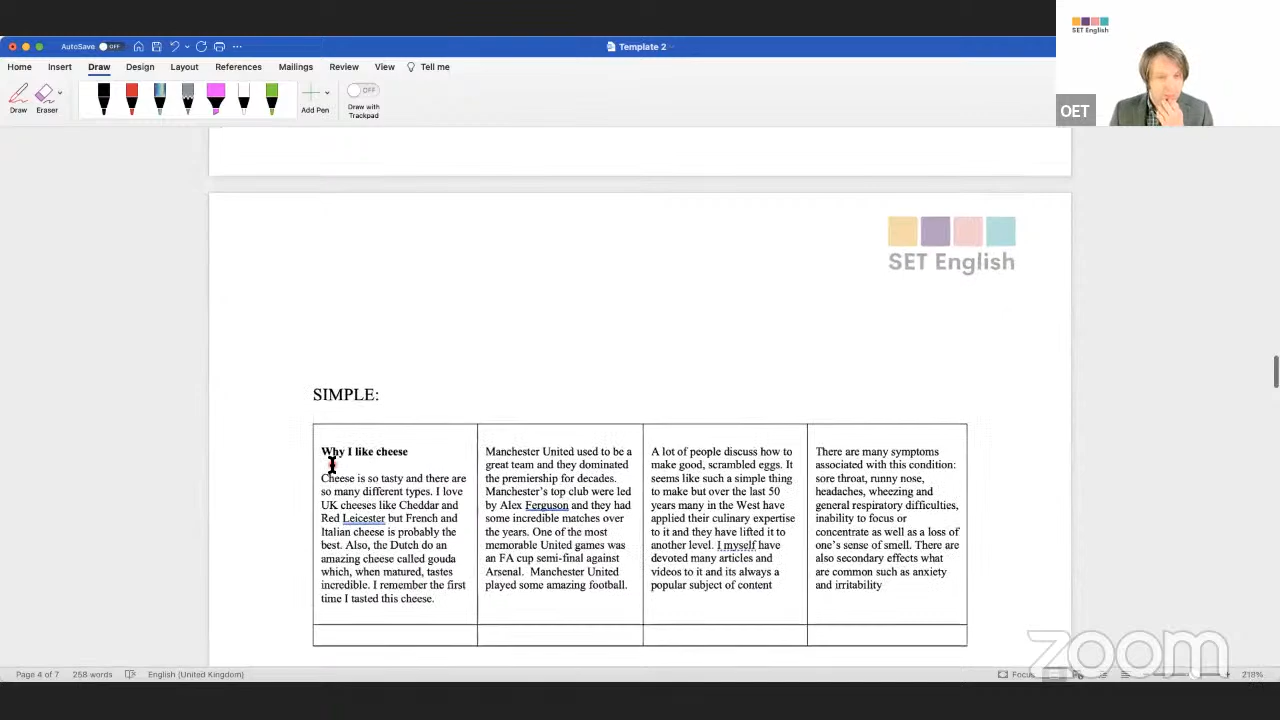 SET English
AutoSave OFF
Template 2
Home Insert Draw Design Layout References Mailings Review View Tell me
Draw Eraser Add Pen OFF Draw with Trackpad
OET
SET English
SIMPLE:
Why I like cheese
Cheese is so tasty and there are
so many different types. I love
UK cheeses like Cheddar and
Red Leicester but French and
Italian cheese is probably the
best. Also, the Dutch do an
amazing cheese called gouda
which, when matured, tastes
incredible. I remember the first
time I tasted this cheese.
Manchester United used to be a
great team and they dominated
the premiership for decades.
Manchester's top club were led
by Alex Ferguson and they had
some incredible matches over
the years. One of the most
memorable United games was
an FA cup semi-final against
Arsenal. Manchester United
played some amazing football.
A lot of people discuss how to
make good, scrambled eggs. It
seems like such a simple thing
to make but over the last 50
years many in the West have
applied their culinary expertise
to it and they have lifted it to
another level. I myself have
devoted many articles and
videos to it and its always a
popular subject of content
There are many symptoms
associated with this condition:
sore throat, runny nose,
headaches, wheezing and
general respiratory difficulties,
inability to focus or
concentrate as well as a loss of
one's sense of smell. There are
also secondary effects what
are common such as anxiety
and irritability
zoom
Page 4 of 7 258 words English (United Kingdom) Focus 218%